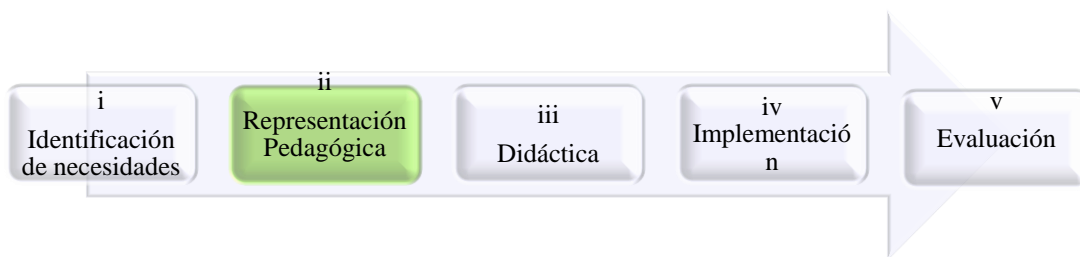 i
Identificación
de necesidades
ii
Representación
Pedagógica
iii
Didáctica
iv
Implementació
n
v
Evaluación